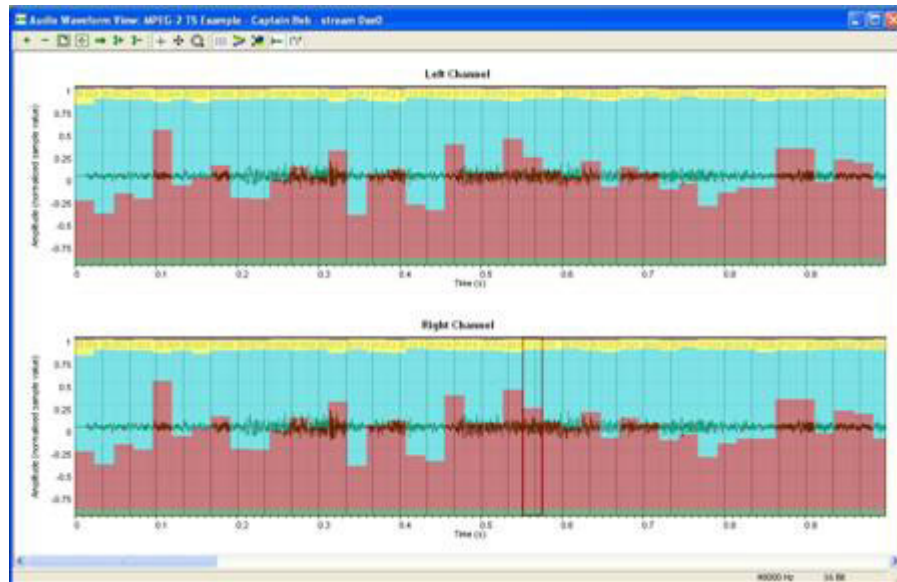 Audio Waveform View: MPEG-2 TS Example - Captain Bob - stream 0xe0
Left Channel
Amplitude (normalised sample value)
1
0.75
0.5
0.25
0
-0.25
-0.5
-0.75
0 0.1 0.2 0.3 0.4 0.5 0.6 0.7 0.8 0.9
Time (s)
Right Channel
Amplitude (normalised sample value)
1
0.75
0.5
0.25
0
-0.25
-0.5
-0.75
0 0.1 0.2 0.3 0.4 0.5 0.6 0.7 0.8 0.9
Time (s)
48000 Hz 16 Bit